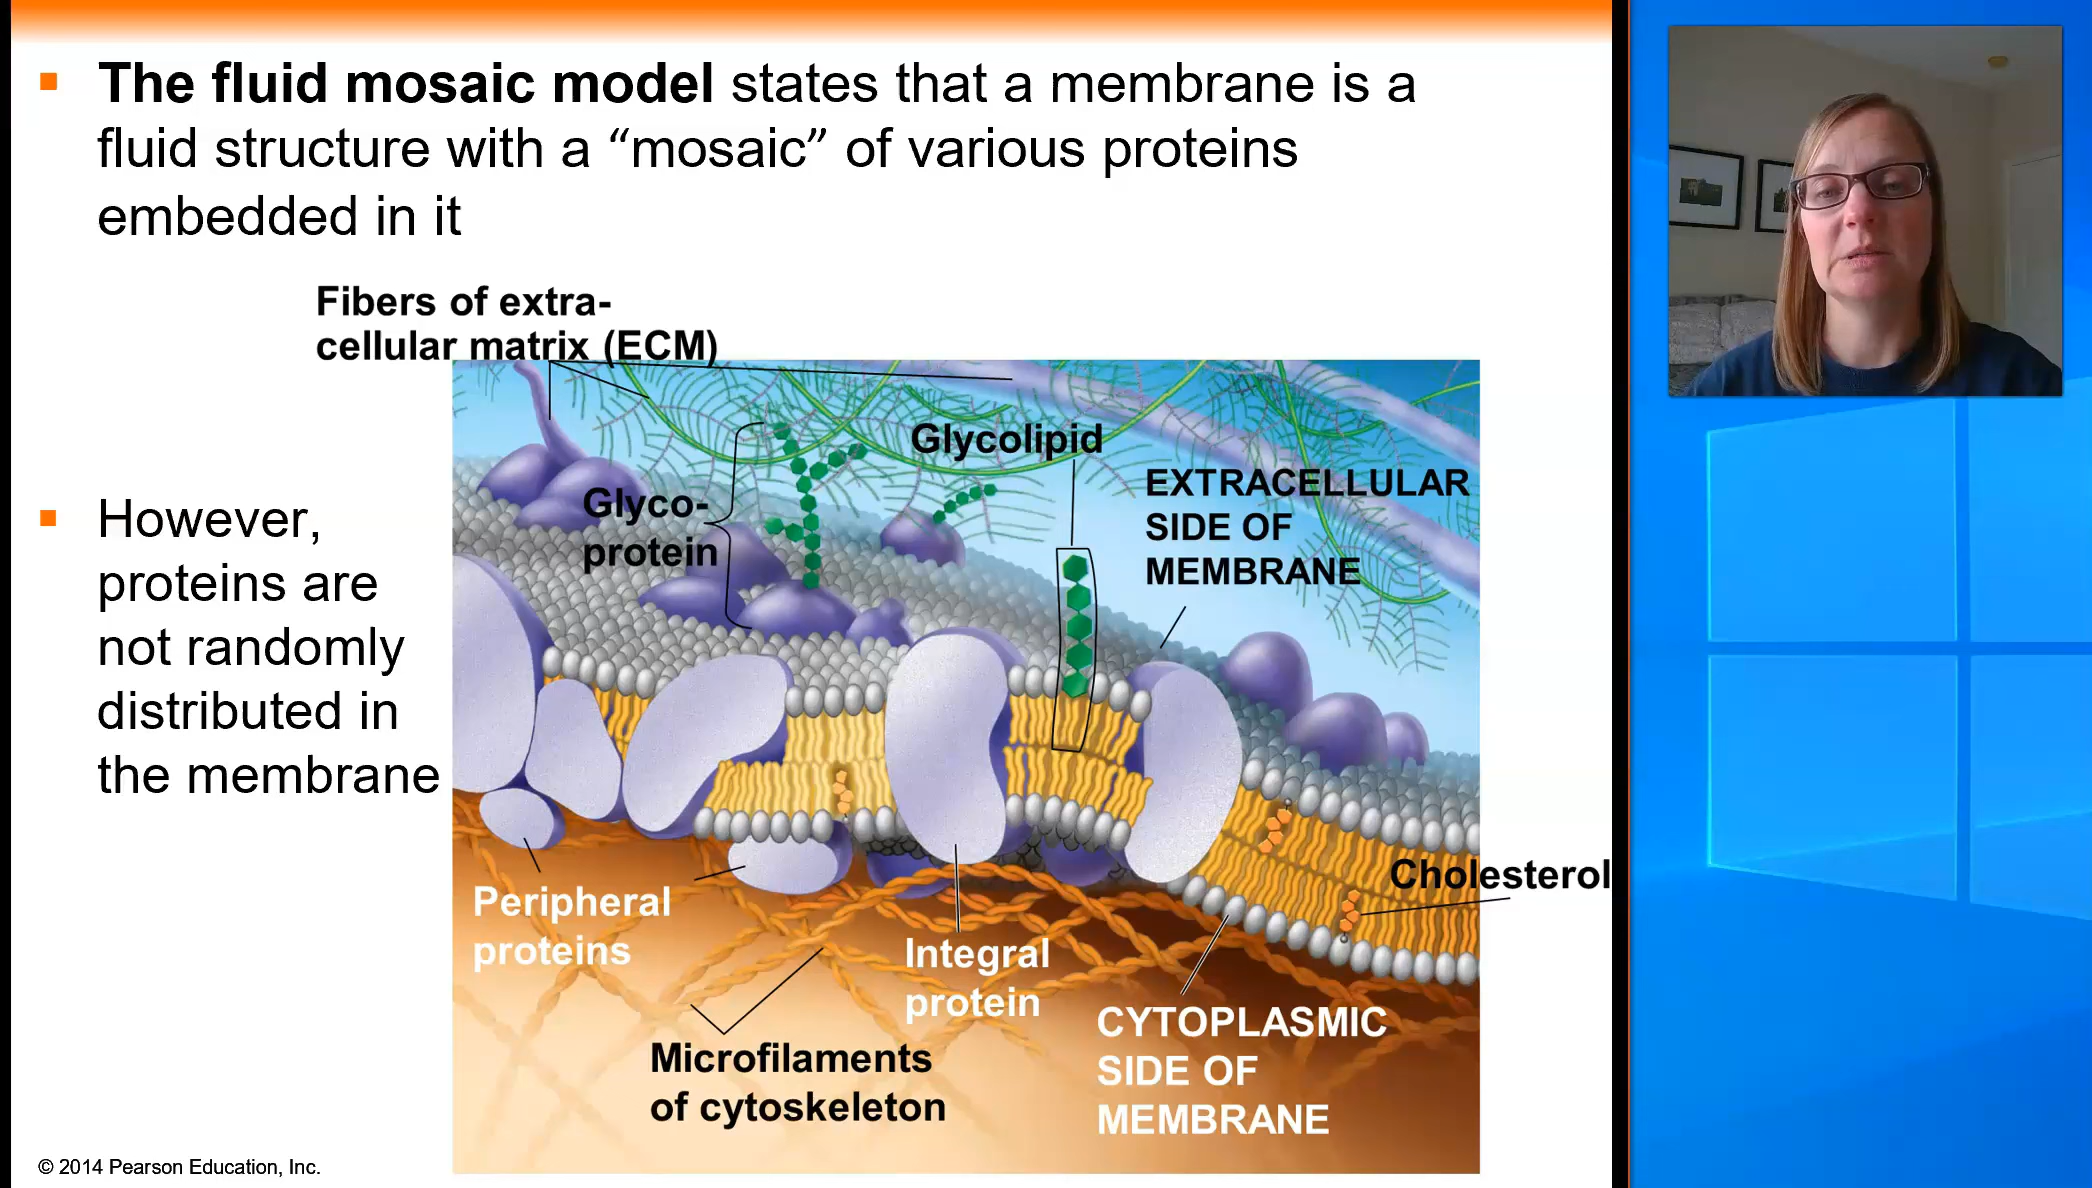 The fluid mosaic model states that a membrane is a
fluid structure with a “mosaic” of various proteins
embedded in it
Fibers of extra-
cellular matrix (ECM)
Glycolipid
Glyco-
protein
EXTRACELLULAR
SIDE OF
MEMBRANE
However,
proteins are
not randomly
distributed in
the membrane
Cholesterol
Peripheral
proteins
Integral
protein
Microfilaments
of cytoskeleton
CYTOPLASMIC
SIDE OF
MEMBRANE
© 2014 Pearson Education, Inc.